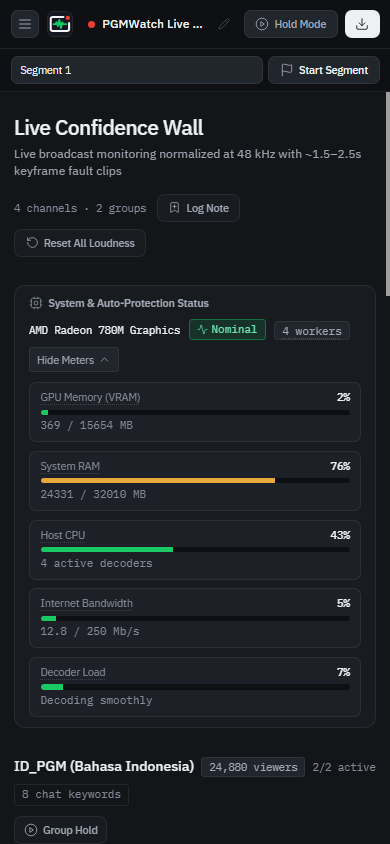 PGMWatch Live ...
Hold Mode
Segment 1
Start Segment
Live Confidence Wall
Live broadcast monitoring normalized at 48 kHz with ~1.5–2.5s
keyframe fault clips
4 channels · 2 groups
Log Note
Reset All Loudness
System & Auto-Protection Status
AMD Radeon 780M Graphics
Nominal
4 workers
Hide Meters
GPU Memory (VRAM) 2%
369 / 15654 MB
System RAM 76%
24331 / 32010 MB
Host CPU 43%
4 active decoders
Internet Bandwidth 5%
12.8 / 250 Mb/s
Decoder Load 7%
Decoding smoothly
ID_PGM (Bahasa Indonesia) 24,880 viewers 2/2 active
8 chat keywords
Group Hold